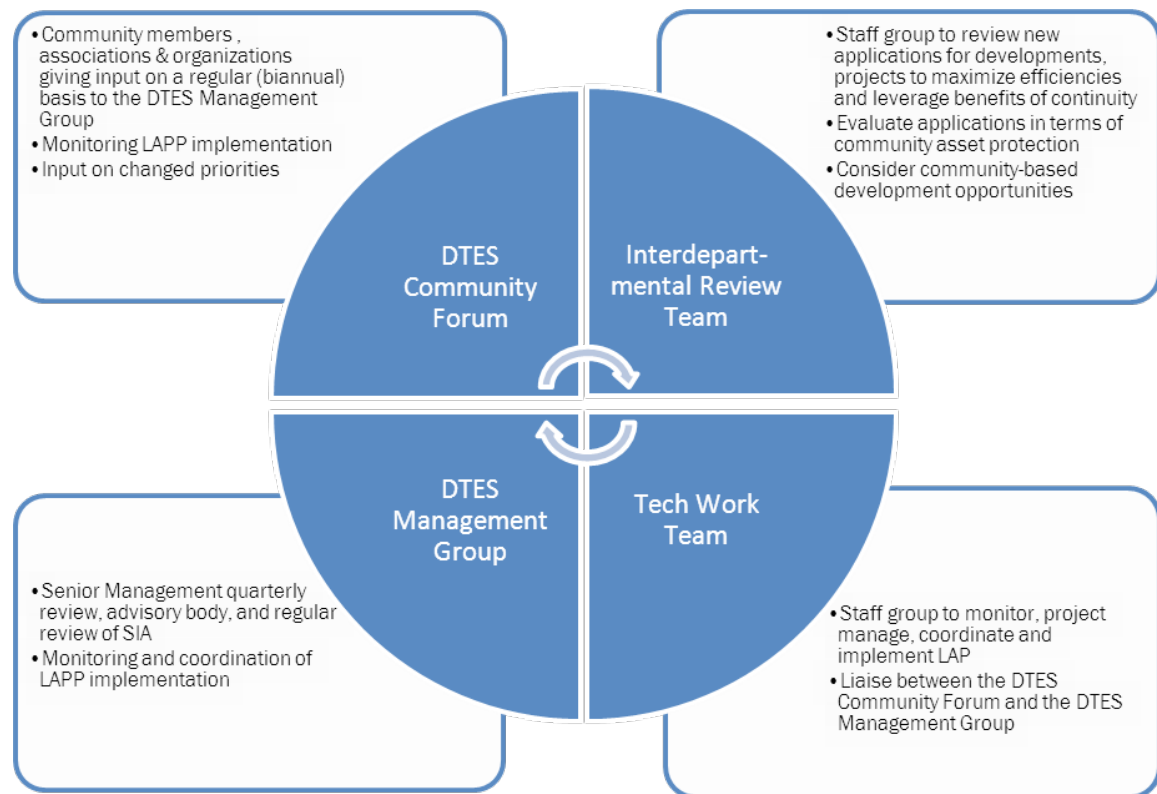 •Community members ,
associations & organizations
giving input on a regular (biannual)
basis to the DTES Management
Group
•Monitoring LAPP implementation
•Input on changed priorities
•Staff group to review new
applications for developments,
projects to maximize efficiencies
and leverage benefits of continuity
•Evaluate applications in terms of
community asset protection
•Consider community-based
development opportunities
DTES
Community
Forum
Interdepart-
mental Review
Team
DTES
Management
Group
Tech Work
Team
•Senior Management quarterly
review, advisory body, and regular
review of SIA
•Monitoring and coordination of
LAPP implementation
•Staff group to monitor, project
manage, coordinate and
implement LAP
•Liaise between the DTES
Community Forum and the DTES
Management Group